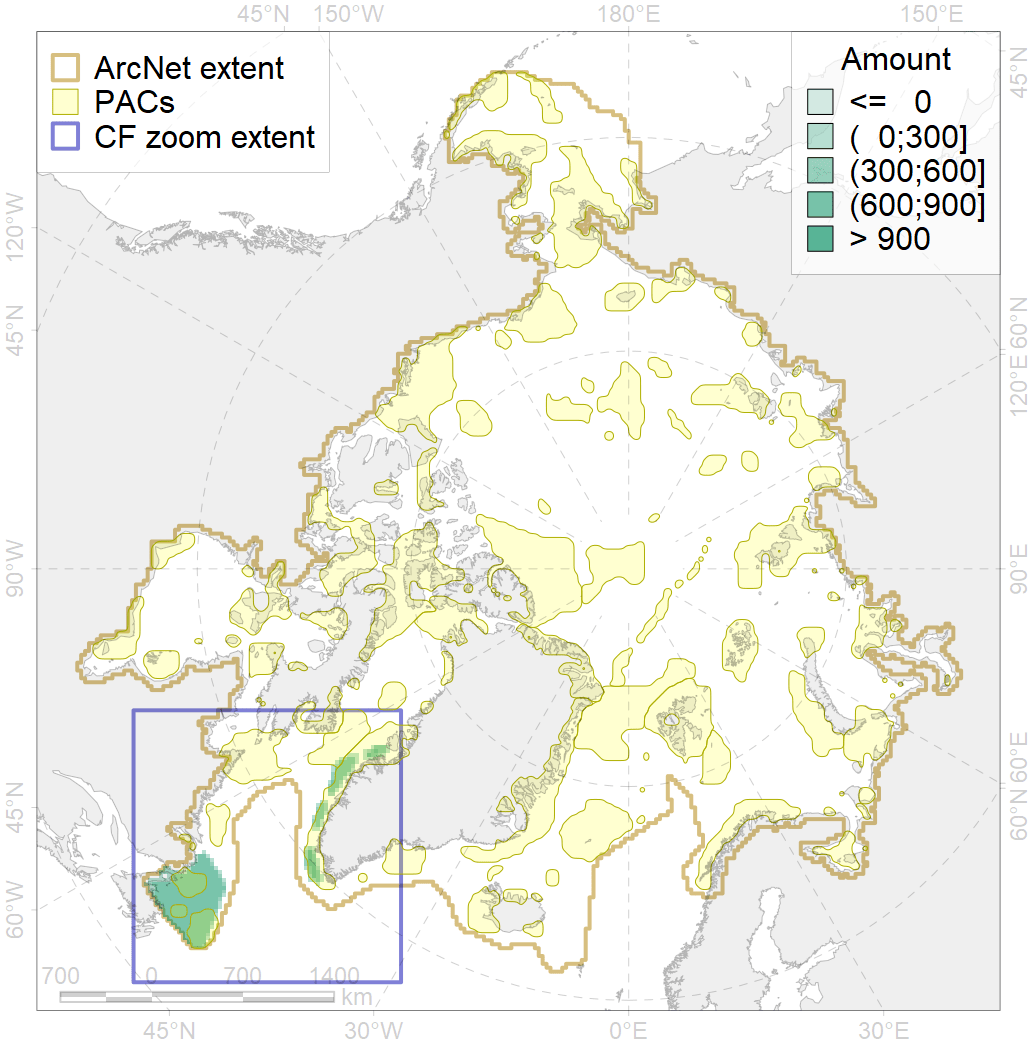 45°N 150°W 180°E 150°E
ArcNet extent
PACs
CF zoom extent
Amount
<= 0
( 0;300]
(300;600]
(600;900]
> 900
45°N
120°W
45°N
90°W
45°N
60°W
60°N
120°E
90°E
60°E
60°N
700 0 700 1400
km
45°N 30°W 0°E 30°E